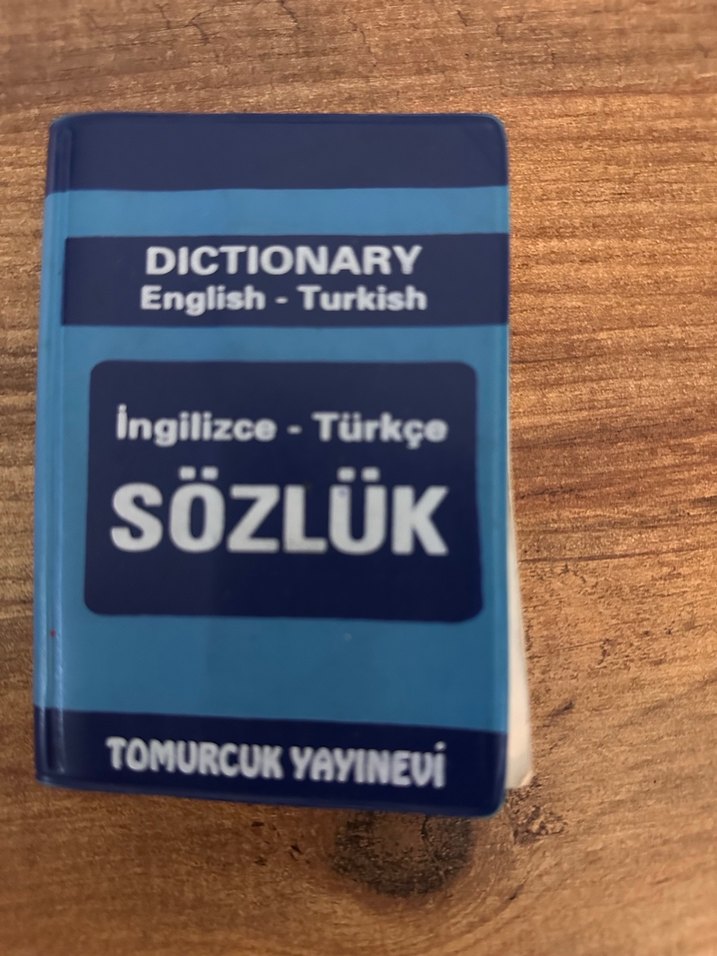 DICTIONARY
English - Turkish
İngilizce - Türkçe
SÖZLÜK
TOMURCUK YAYINEVİ